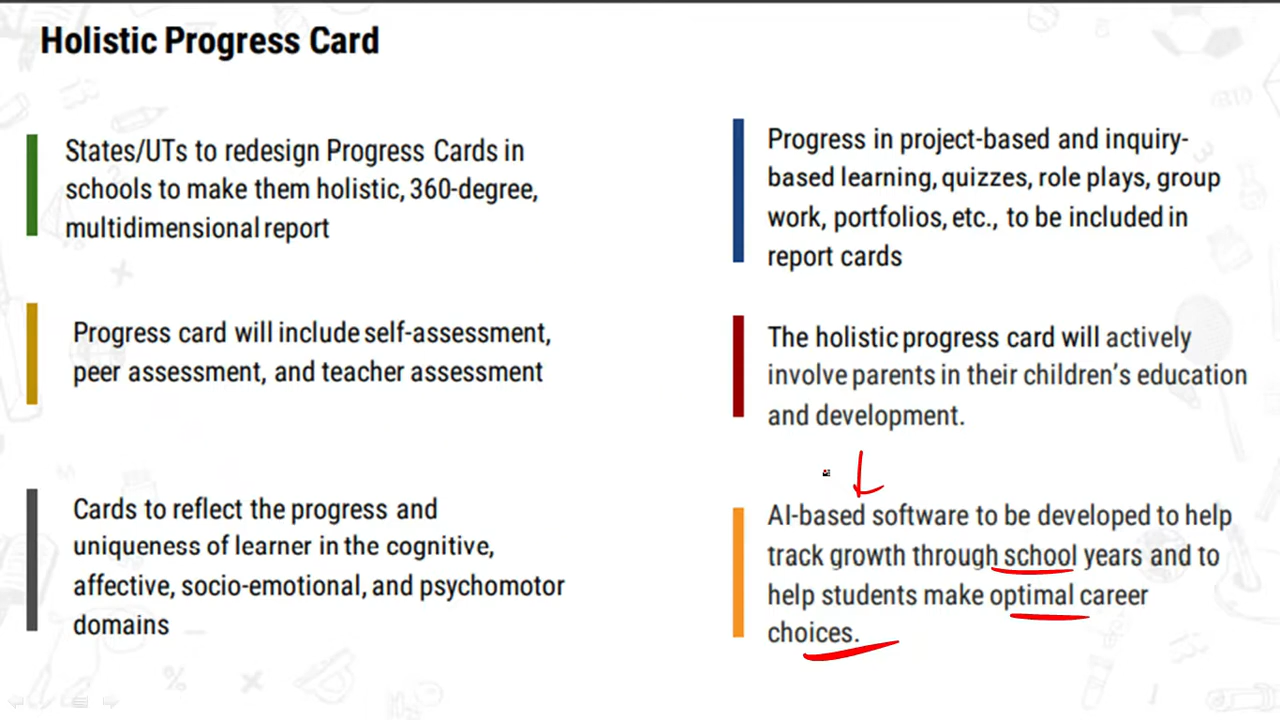 Holistic Progress Card
States/UTs to redesign Progress Cards in
schools to make them holistic, 360-degree,
multidimensional report
Progress card will include self-assessment,
peer assessment, and teacher assessment
Cards to reflect the progress and
uniqueness of learner in the cognitive,
affective, socio-emotional, and psychomotor
domains
Progress in project-based and inquiry-
based learning, quizzes, role plays, group
work, portfolios, etc., to be included in
report cards
The holistic progress card will actively
involve parents in their children's education
and development.
AI-based software to be developed to help
track growth through school years and to
help students make optimal career
choices.